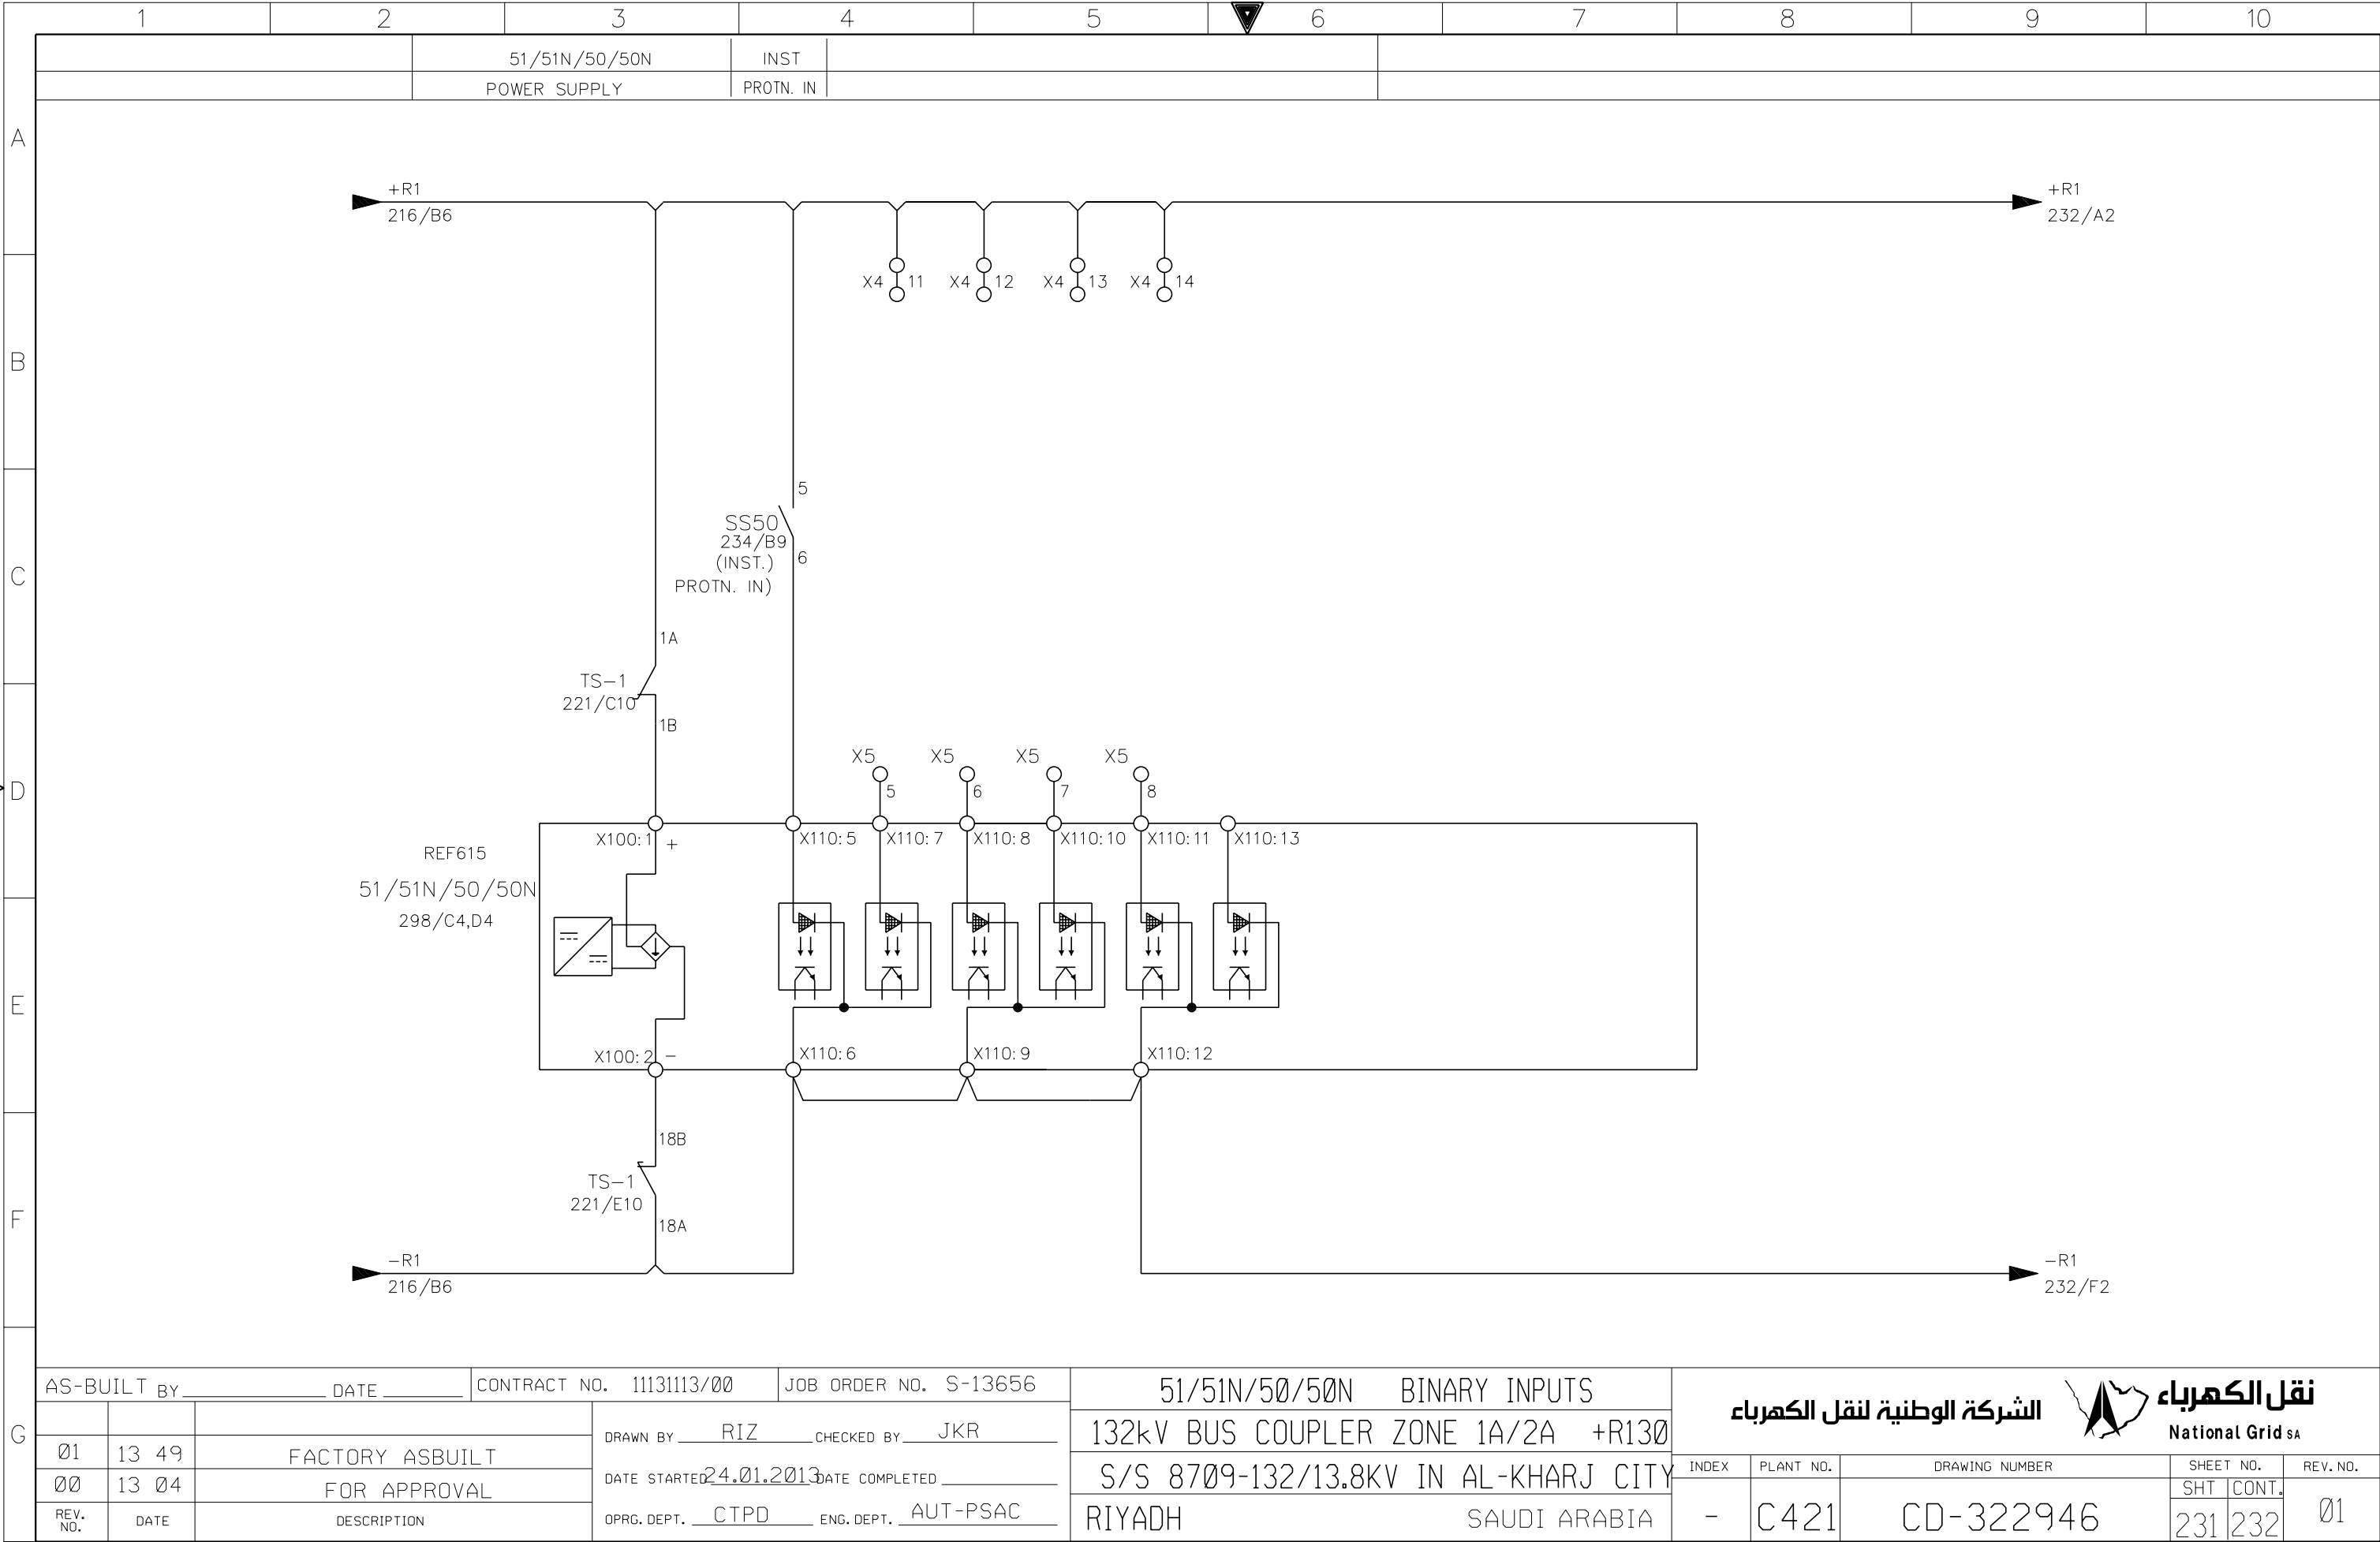 1 2 3 4 5 6 7 8 9 10
51/51N/50/50N INST
POWER SUPPLY PROTN. IN
A
B
C
D
E
F
G
+R1
216/B6
+R1
232/A2
X4 11 X4 12 X4 13 X4 14
5
SS50
234/B9
6
(INST.)
PROTN. IN)
1A
TS-1
221/C10
1B
X5 X5 X5 X5
5 6 7 8
X100:1 + X110:5 X110:7 X110:8 X110:10 X110:11 X110:13
REF615
51/51N/50/50N
298/C4,D4
X100:2 - X110:6 X110:9 X110:12
18B
TS-1
221/E10
18A
-R1
216/B6
-R1
232/F2
AS-BUILT BY DATE CONTRACT NO. 11131113/00 JOB ORDER NO. S-13656
01 13 49 FACTORY ASBUILT
00 13 04 FOR APPROVAL
REV. NO. DATE DESCRIPTION
DRAWN BY RIZ CHECKED BY JKR
DATE STARTED 24.01.2013 DATE COMPLETED
OPRG. DEPT. CTPD ENG. DEPT. AUT-PSAC
51/51N/50/50N BINARY INPUTS
132kV BUS COUPLER ZONE 1A/2A +R130
S/S 8709-132/13.8KV IN AL-KHARJ CITY
RIYADH SAUDI ARABIA
الشركة الوطنية لنقل الكهرباء
نقل الكهرباء
National Grid SA
INDEX PLANT NO. DRAWING NUMBER SHEET NO. REV. NO.
SHT CONT.
- C421 CD-322946 231 232 01